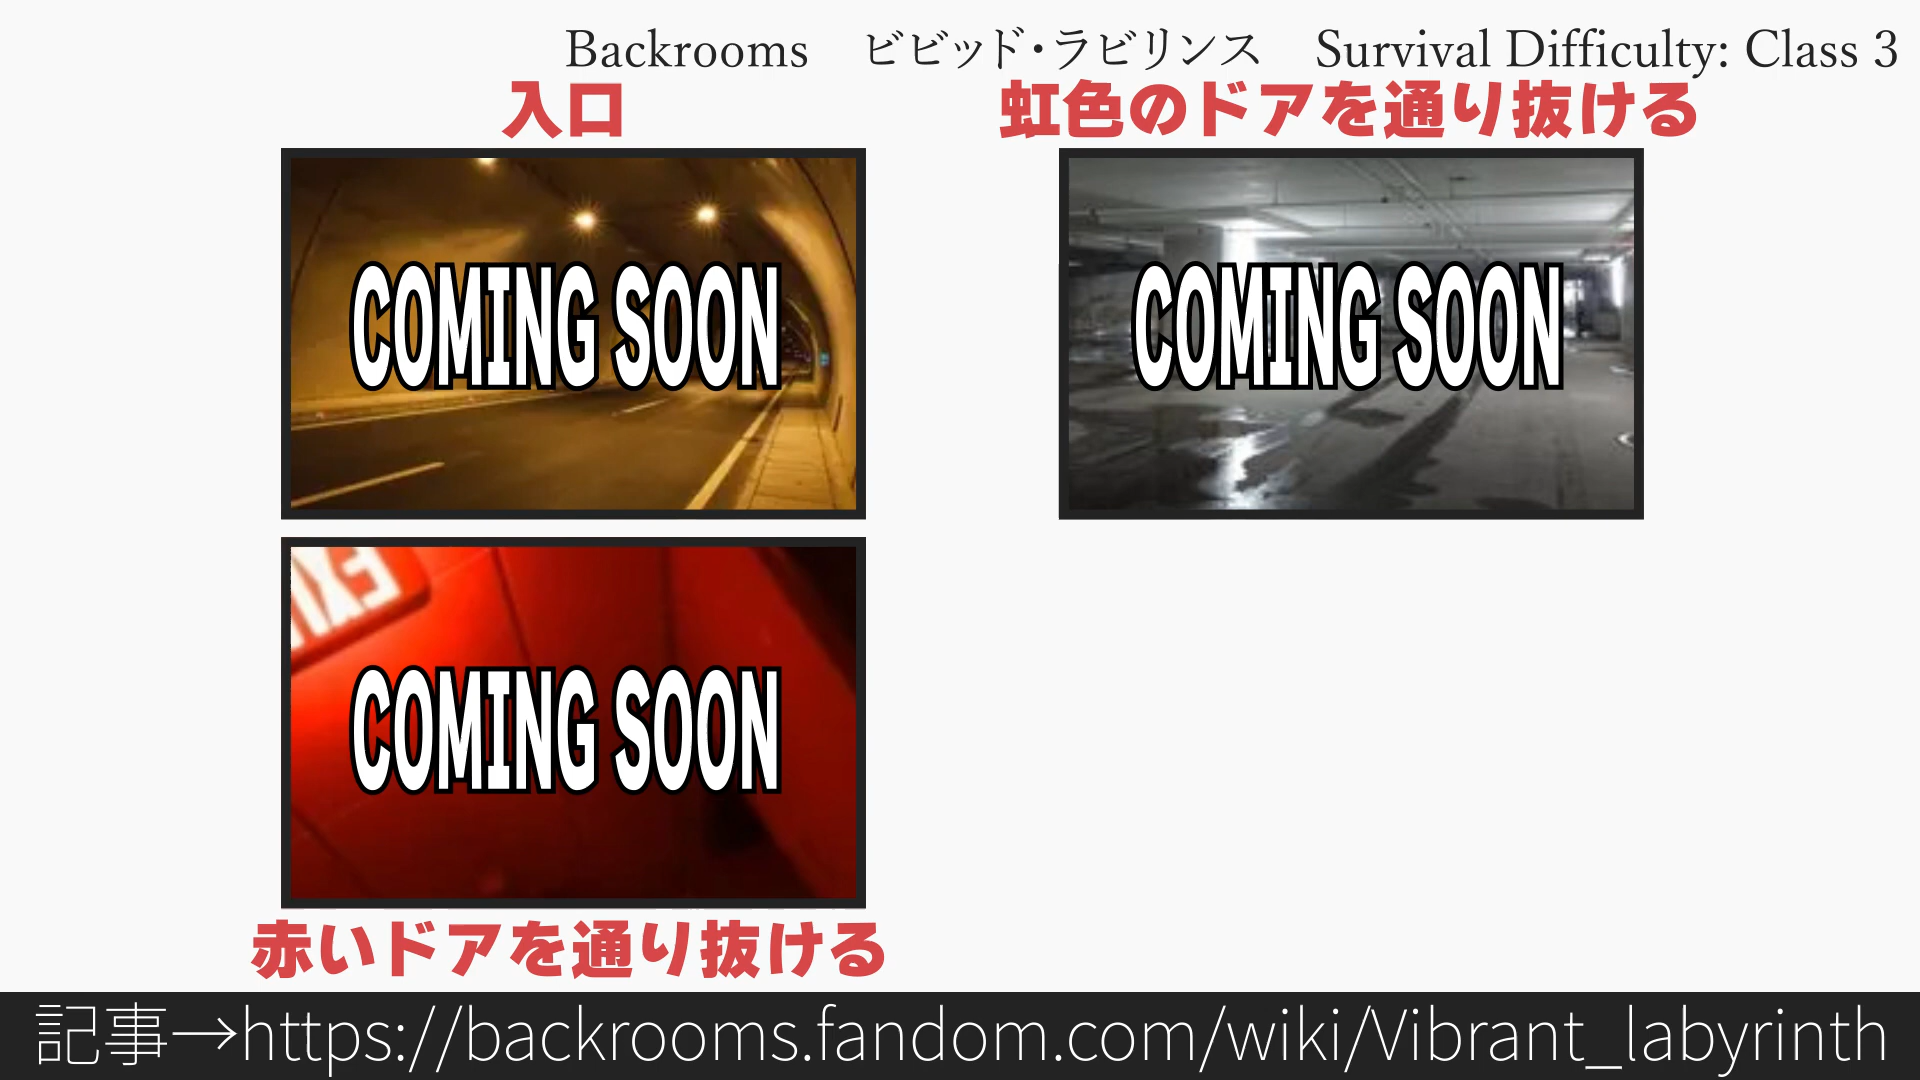 Backrooms ビビッド・ラビリンス Survival Difficulty: Class 3
入口
虹色のドアを通り抜ける
COMING SOON
COMING SOON
EXIT
COMING SOON
赤いドアを通り抜ける
記事→https://backrooms.fandom.com/wiki/Vibrant_labyrinth